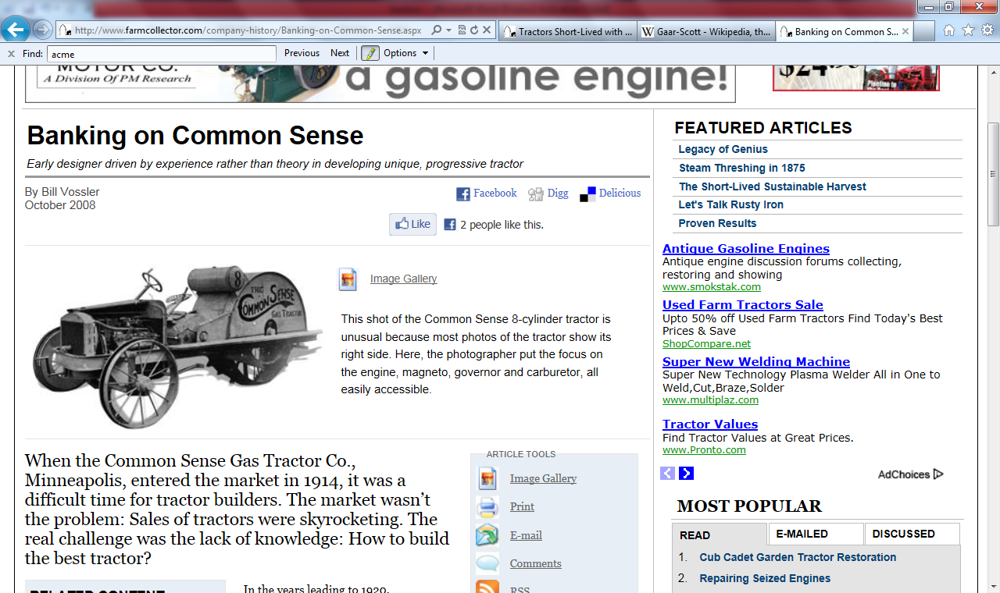 http://www.farmcollector.com/company-history/Banking-on-Common-Sense.aspx
Tractors Short-Lived with ...
Gaar-Scott - Wikipedia, th...
Banking on Common S...
x Find: acme Previous Next Options
MOTOR CO.
A Division Of PM Research
a gasoline engine!
Banking on Common Sense
Early designer driven by experience rather than theory in developing unique, progressive tractor
By Bill Vossler
October 2008
Facebook Digg Delicious
Like 2 people like this.
8
THE
COMMON SENSE
GAS TRACTOR
Image Gallery
This shot of the Common Sense 8-cylinder tractor is
unusual because most photos of the tractor show its
right side. Here, the photographer put the focus on
the engine, magneto, governor and carburetor, all
easily accessible.
When the Common Sense Gas Tractor Co.,
Minneapolis, entered the market in 1914, it was a
difficult time for tractor builders. The market wasn't
the problem: Sales of tractors were skyrocketing. The
real challenge was the lack of knowledge: How to build
the best tractor?
RELATED CONTENT
In the years leading to 1920,
ARTICLE TOOLS
Image Gallery
Print
E-mail
Comments
RSS
FEATURED ARTICLES
Legacy of Genius
Steam Threshing in 1875
The Short-Lived Sustainable Harvest
Let's Talk Rusty Iron
Proven Results
Antique Gasoline Engines
Antique engine discussion forums collecting,
restoring and showing
www.smokstak.com
Used Farm Tractors Sale
Upto 50% off Used Farm Tractors Find Today's Best
Prices & Save
ShopCompare.net
Super New Welding Machine
Super New Technology Plasma Welder All in One to
Weld,Cut,Braze,Solder
www.multiplaz.com
Tractor Values
Find Tractor Values at Great Prices.
www.Pronto.com
AdChoices
MOST POPULAR
READ E-MAILED DISCUSSED
1. Cub Cadet Garden Tractor Restoration
2. Repairing Seized Engines